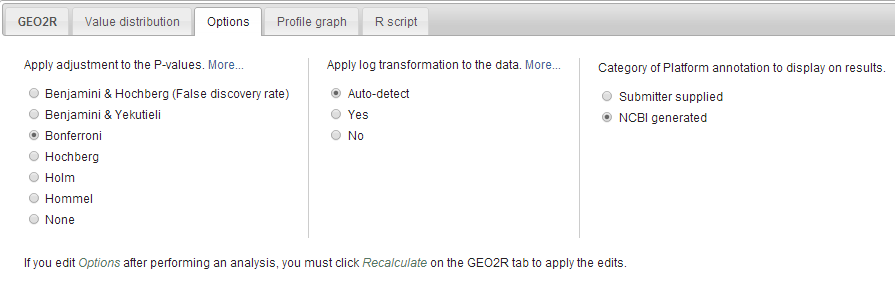 GEO2R Value distribution Options Profile graph R script
Apply adjustment to the P-values. More...
Benjamini & Hochberg (False discovery rate)
Benjamini & Yekutieli
Bonferroni
Hochberg
Holm
Hommel
None
Apply log transformation to the data. More...
Auto-detect
Yes
No
Category of Platform annotation to display on results.
Submitter supplied
NCBI generated
If you edit Options after performing an analysis, you must click Recalculate on the GEO2R tab to apply the edits.